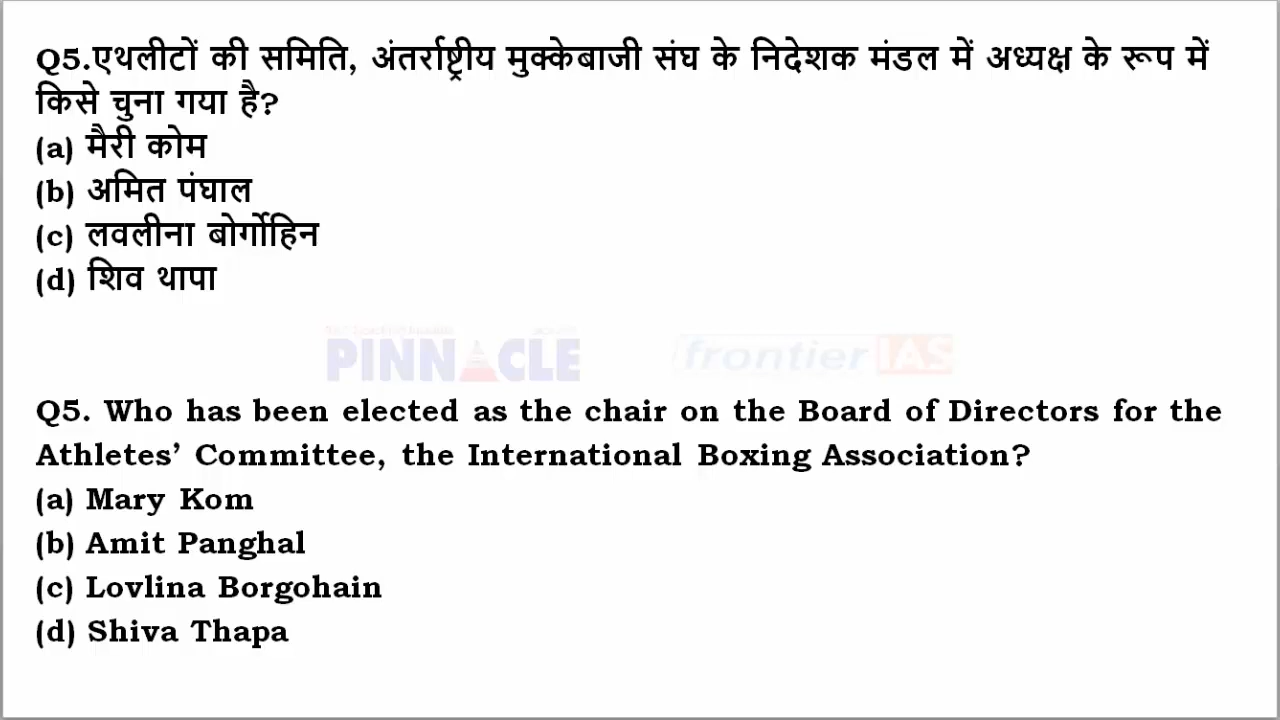 Q5.एथलीटों की समिति, अंतर्राष्ट्रीय मुक्केबाजी संघ के निदेशक मंडल में अध्यक्ष के रूप में
किसे चुना गया है?
(a) मैरी कोम
(b) अमित पंघाल
(c) लवलीना बोर्गोहिन
(d) शिव थापा
PINNACLE frontier IAS
Q5. Who has been elected as the chair on the Board of Directors for the
Athletes’ Committee, the International Boxing Association?
(a) Mary Kom
(b) Amit Panghal
(c) Lovlina Borgohain
(d) Shiva Thapa